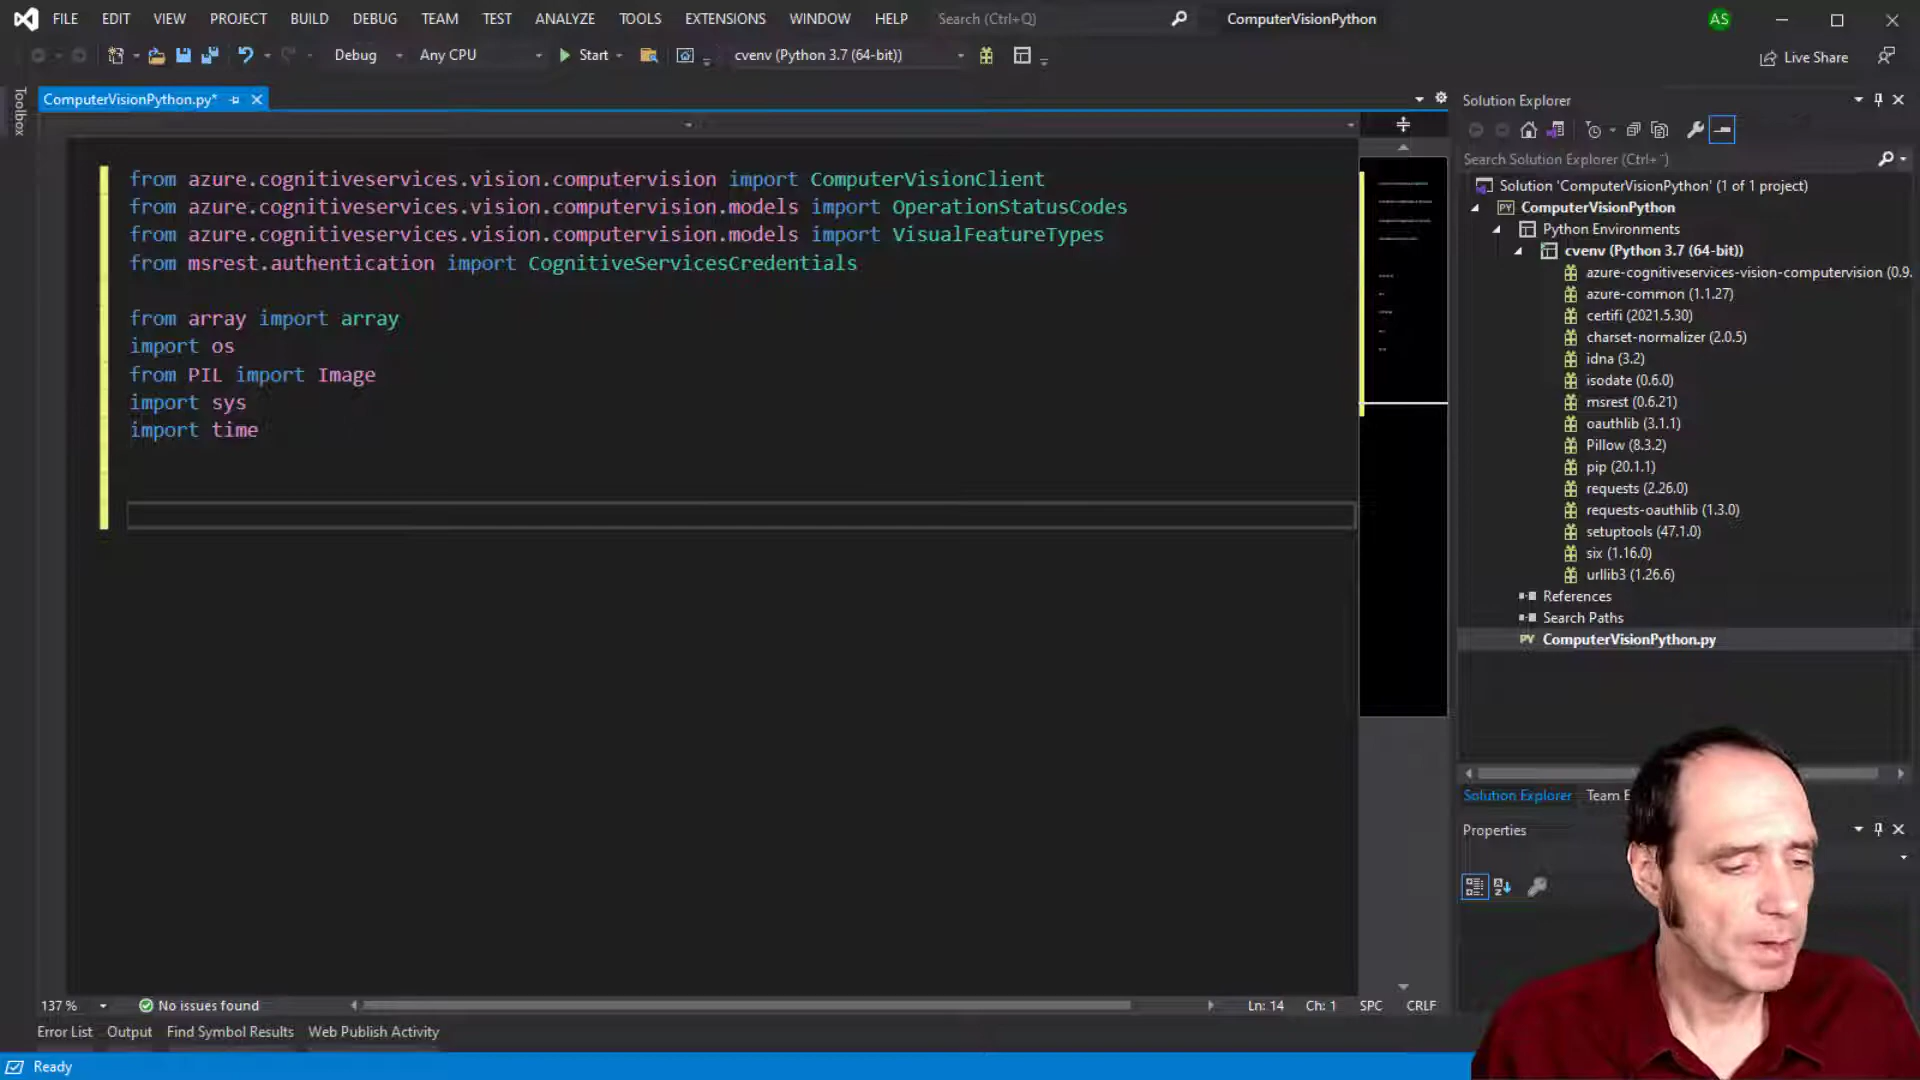 FILE EDIT VIEW PROJECT BUILD DEBUG TEAM TEST ANALYZE TOOLS EXTENSIONS WINDOW HELP Search (Ctrl+Q) ComputerVisionPython AS
Debug Any CPU Start cvenv (Python 3.7 (64-bit)) Live Share
Toolbox
ComputerVisionPython.py*
from azure.cognitiveservices.vision.computervision import ComputerVisionClient
from azure.cognitiveservices.vision.computervision.models import OperationStatusCodes
from azure.cognitiveservices.vision.computervision.models import VisualFeatureTypes
from msrest.authentication import CognitiveServicesCredentials
from array import array
import os
from PIL import Image
import sys
import time
137 % No issues found Ln: 14 Ch: 1 SPC CRLF
Error List Output Find Symbol Results Web Publish Activity
Ready
Solution Explorer
Search Solution Explorer (Ctrl+¨)
Solution 'ComputerVisionPython' (1 of 1 project)
PY ComputerVisionPython
Python Environments
cvenv (Python 3.7 (64-bit))
azure-cognitiveservices-vision-computervision (0.9.
azure-common (1.1.27)
certifi (2021.5.30)
charset-normalizer (2.0.5)
idna (3.2)
isodate (0.6.0)
msrest (0.6.21)
oauthlib (3.1.1)
Pillow (8.3.2)
pip (20.1.1)
requests (2.26.0)
requests-oauthlib (1.3.0)
setuptools (47.1.0)
six (1.16.0)
urllib3 (1.26.6)
References
Search Paths
PY ComputerVisionPython.py
Solution Explorer Team E
Properties